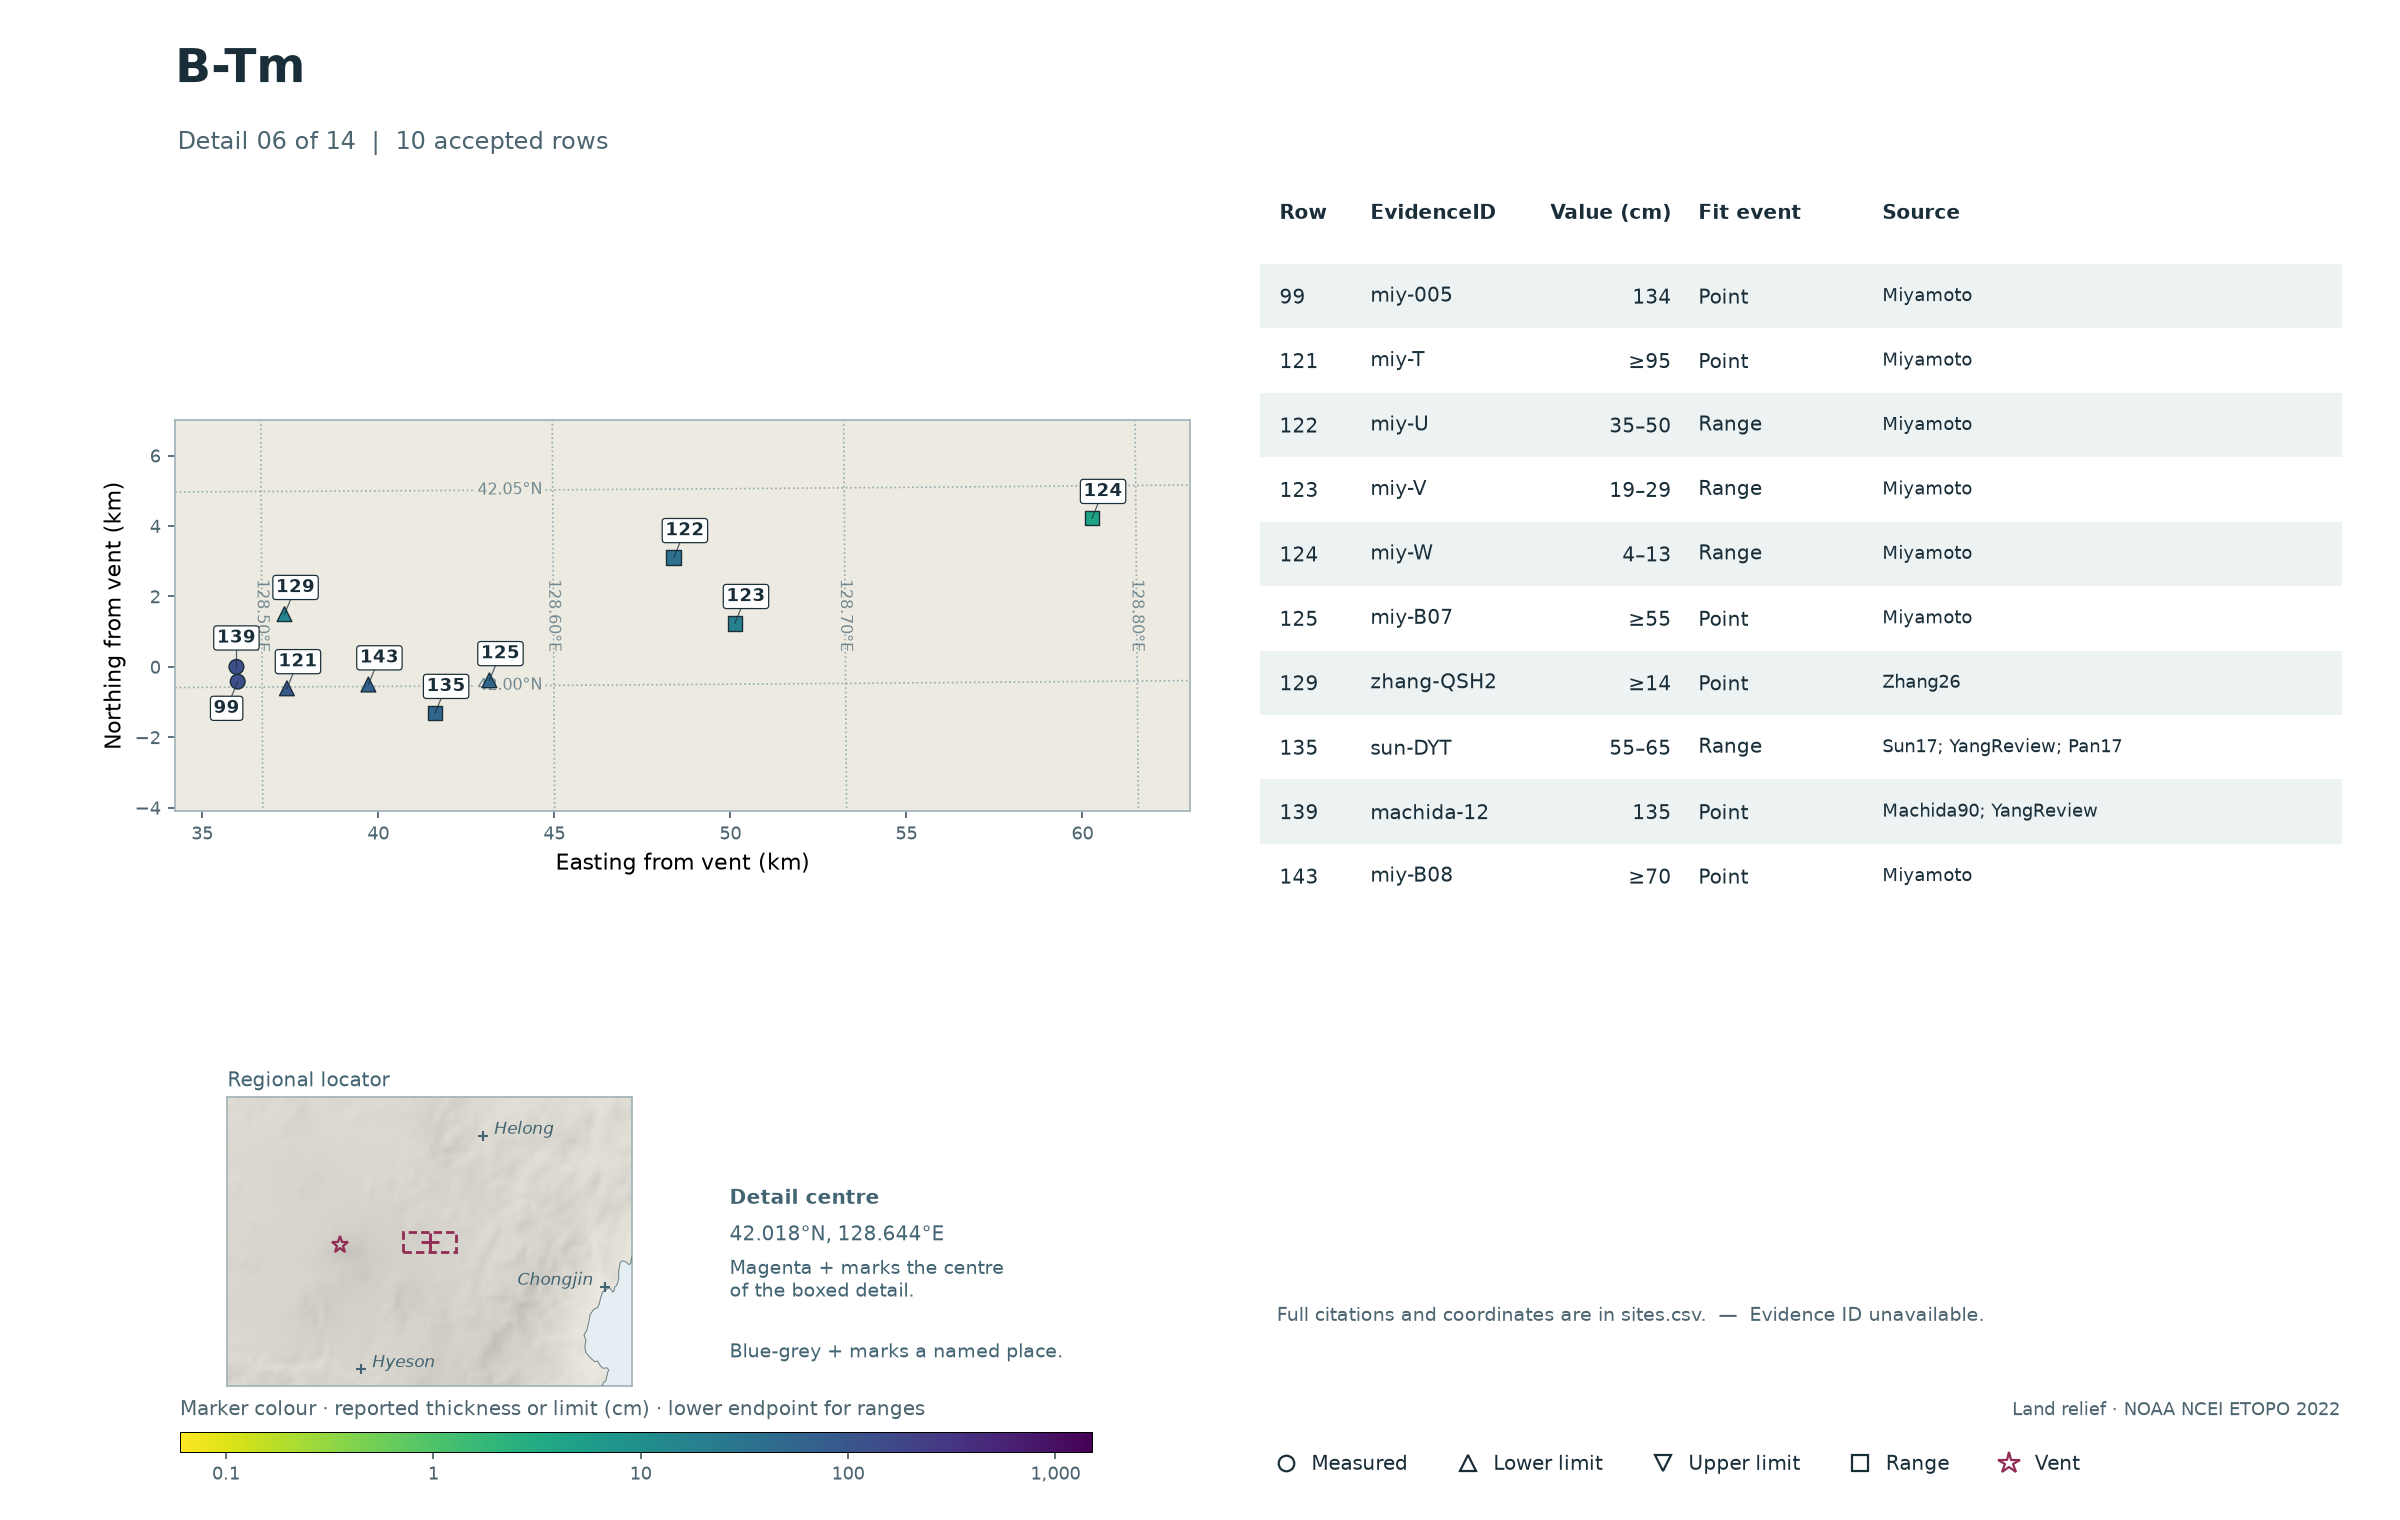 B-Tm
Detail 06 of 14 | 10 accepted rows
Row EvidenceID Value (cm) Fit event Source
99 miy-005 134 Point Miyamoto
121 miy-T ≥95 Point Miyamoto
122 miy-U 35–50 Range Miyamoto
123 miy-V 19–29 Range Miyamoto
124 miy-W 4–13 Range Miyamoto
125 miy-B07 ≥55 Point Miyamoto
129 zhang-QSH2 ≥14 Point Zhang26
135 sun-DYT 55–65 Range Sun17; YangReview; Pan17
139 machida-12 135 Point Machida90; YangReview
143 miy-B08 ≥70 Point Miyamoto
Northing from vent (km)
6
4
2
0
−2
−4
42.05°N
42.00°N
128.50°E
128.60°E
128.70°E
128.80°E
124
122
123
129
139
121
143
125
135
99
35 40 45 50 55 60
Easting from vent (km)
Regional locator
Helong
Chongjin
Hyeson
Detail centre
42.018°N, 128.644°E
Magenta + marks the centre
of the boxed detail.
Blue-grey + marks a named place.
Full citations and coordinates are in sites.csv. — Evidence ID unavailable.
Marker colour · reported thickness or limit (cm) · lower endpoint for ranges
0.1 1 10 100 1,000
Land relief · NOAA NCEI ETOPO 2022
Measured Lower limit Upper limit Range Vent